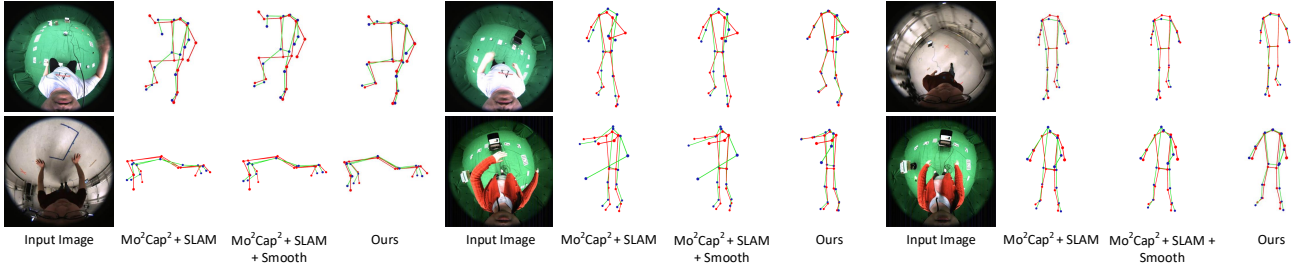 Input Image
Mo²Cap² + SLAM
Mo²Cap² + SLAM
+ Smooth
Ours
Input Image
Mo²Cap² + SLAM
Mo²Cap² + SLAM
+ Smooth
Ours
Input Image
Mo²Cap² + SLAM
Mo²Cap² + SLAM +
Smooth
Ours